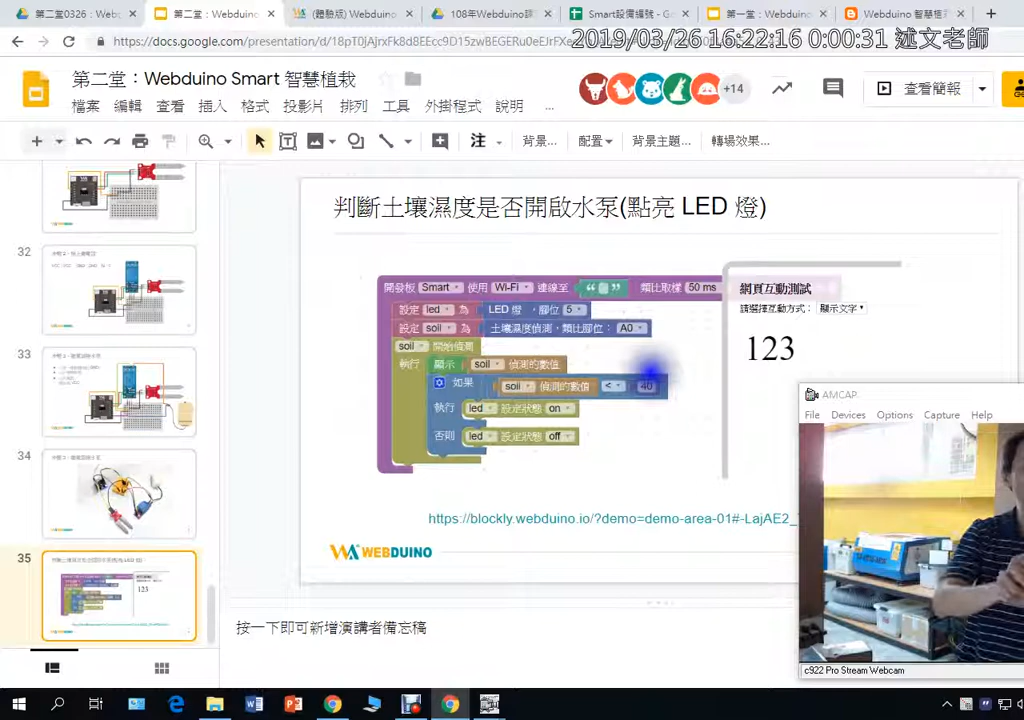 第二堂0326 : Webdu
第二堂：Webduino
(體驗版) Webduino
108年Webduino課
Smart設備編號 - Go
第一堂：Webduino
Webduino 智慧植
https://docs.google.com/presentation/d/
2019/03/26 16:22:16 0:00:31 述文老師
第二堂：Webduino Smart 智慧植栽
+14
查看簡報
檔案 編輯 查看 插入 格式 投影片 排列 工具 外掛程式 說明 ...
注 背景... 配置 背景主題... 轉場效果...
32
33
34
35
判斷土壤濕度是否開啟水泵(點亮 LED 燈)
開發板 Smart 使用 Wi-Fi 連線至 “ ” 類比取樣 50 ms
設定 led 為 LED 燈 ，腳位 5
設定 soil 為 土壤濕度偵測，類比腳位： A0
soil 開始偵測
執行 顯示 soil 偵測的數值
如果 soil 偵測的數值 < 40
執行 led 設定狀態 on
否則 led 設定狀態 off
網頁互動測試
請選擇互動方式： 顯示文字
123
https://blockly.webduino.io/?demo=demo-area-01#-LajAE2_
WEBDUINO
按一下即可新增演講者備忘稿
AMCAP
File Devices Options Capture Help
c922 Pro Stream Webcam